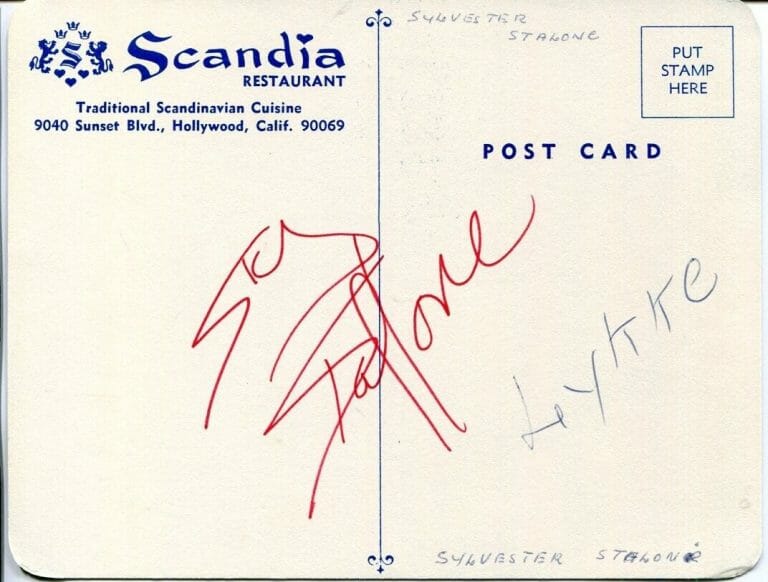 Scandia
RESTAURANT
Traditional Scandinavian Cuisine
9040 Sunset Blvd., Hollywood, Calif. 90069
SYLVESTER
STALONE
PUT
STAMP
HERE
POST CARD
Stallone
Lykke
SYLVESTER STALONE